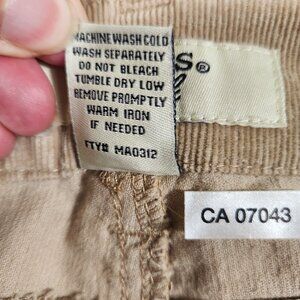 MACHINE WASH COLD
WASH SEPARATELY
DO NOT BLEACH
TUMBLE DRY LOW
REMOVE PROMPTLY
WARM IRON
IF NEEDED
FTY# MA0312
S®
CA 07043